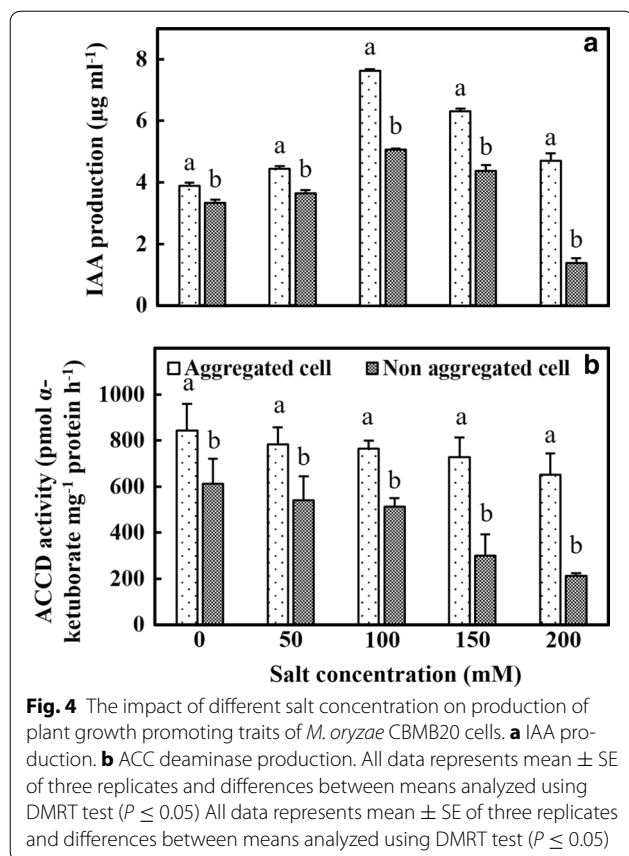 a
8
6
4
2
0
IAA production (µg ml⁻¹)
a b a b a b a b a b
b
Aggregated cell Non aggregated cell
1000
800
600
400
200
0
ACCD activity (pmol α-
ketuborate mg⁻¹ protein h⁻¹)
a b a b a b a b a b
0 50 100 150 200
Salt concentration (mM)
Fig. 4 The impact of different salt concentration on production of
plant growth promoting traits of M. oryzae CBMB20 cells. a IAA pro-
duction. b ACC deaminase production. All data represents mean ± SE
of three replicates and differences between means analyzed using
DMRT test (P ≤ 0.05) All data represents mean ± SE of three replicates
and differences between means analyzed using DMRT test (P ≤ 0.05)